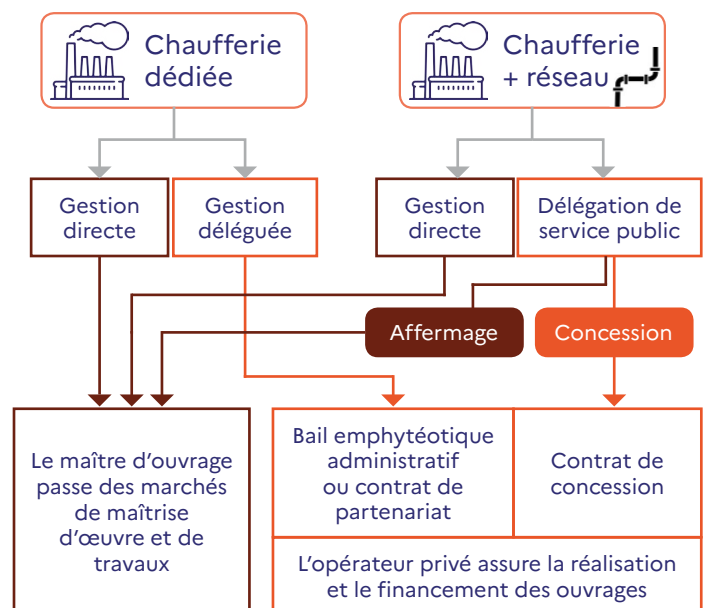 Chaufferie
dédiée
Chaufferie
+ réseau
Gestion
directe
Gestion
déléguée
Gestion
directe
Délégation de
service public
Affermage
Concession
Le maître d'ouvrage
passe des marchés
de maîtrise
d'œuvre et de
travaux
Bail emphytéotique
administratif
ou contrat de
partenariat
Contrat de
concession
L'opérateur privé assure la réalisation
et le financement des ouvrages